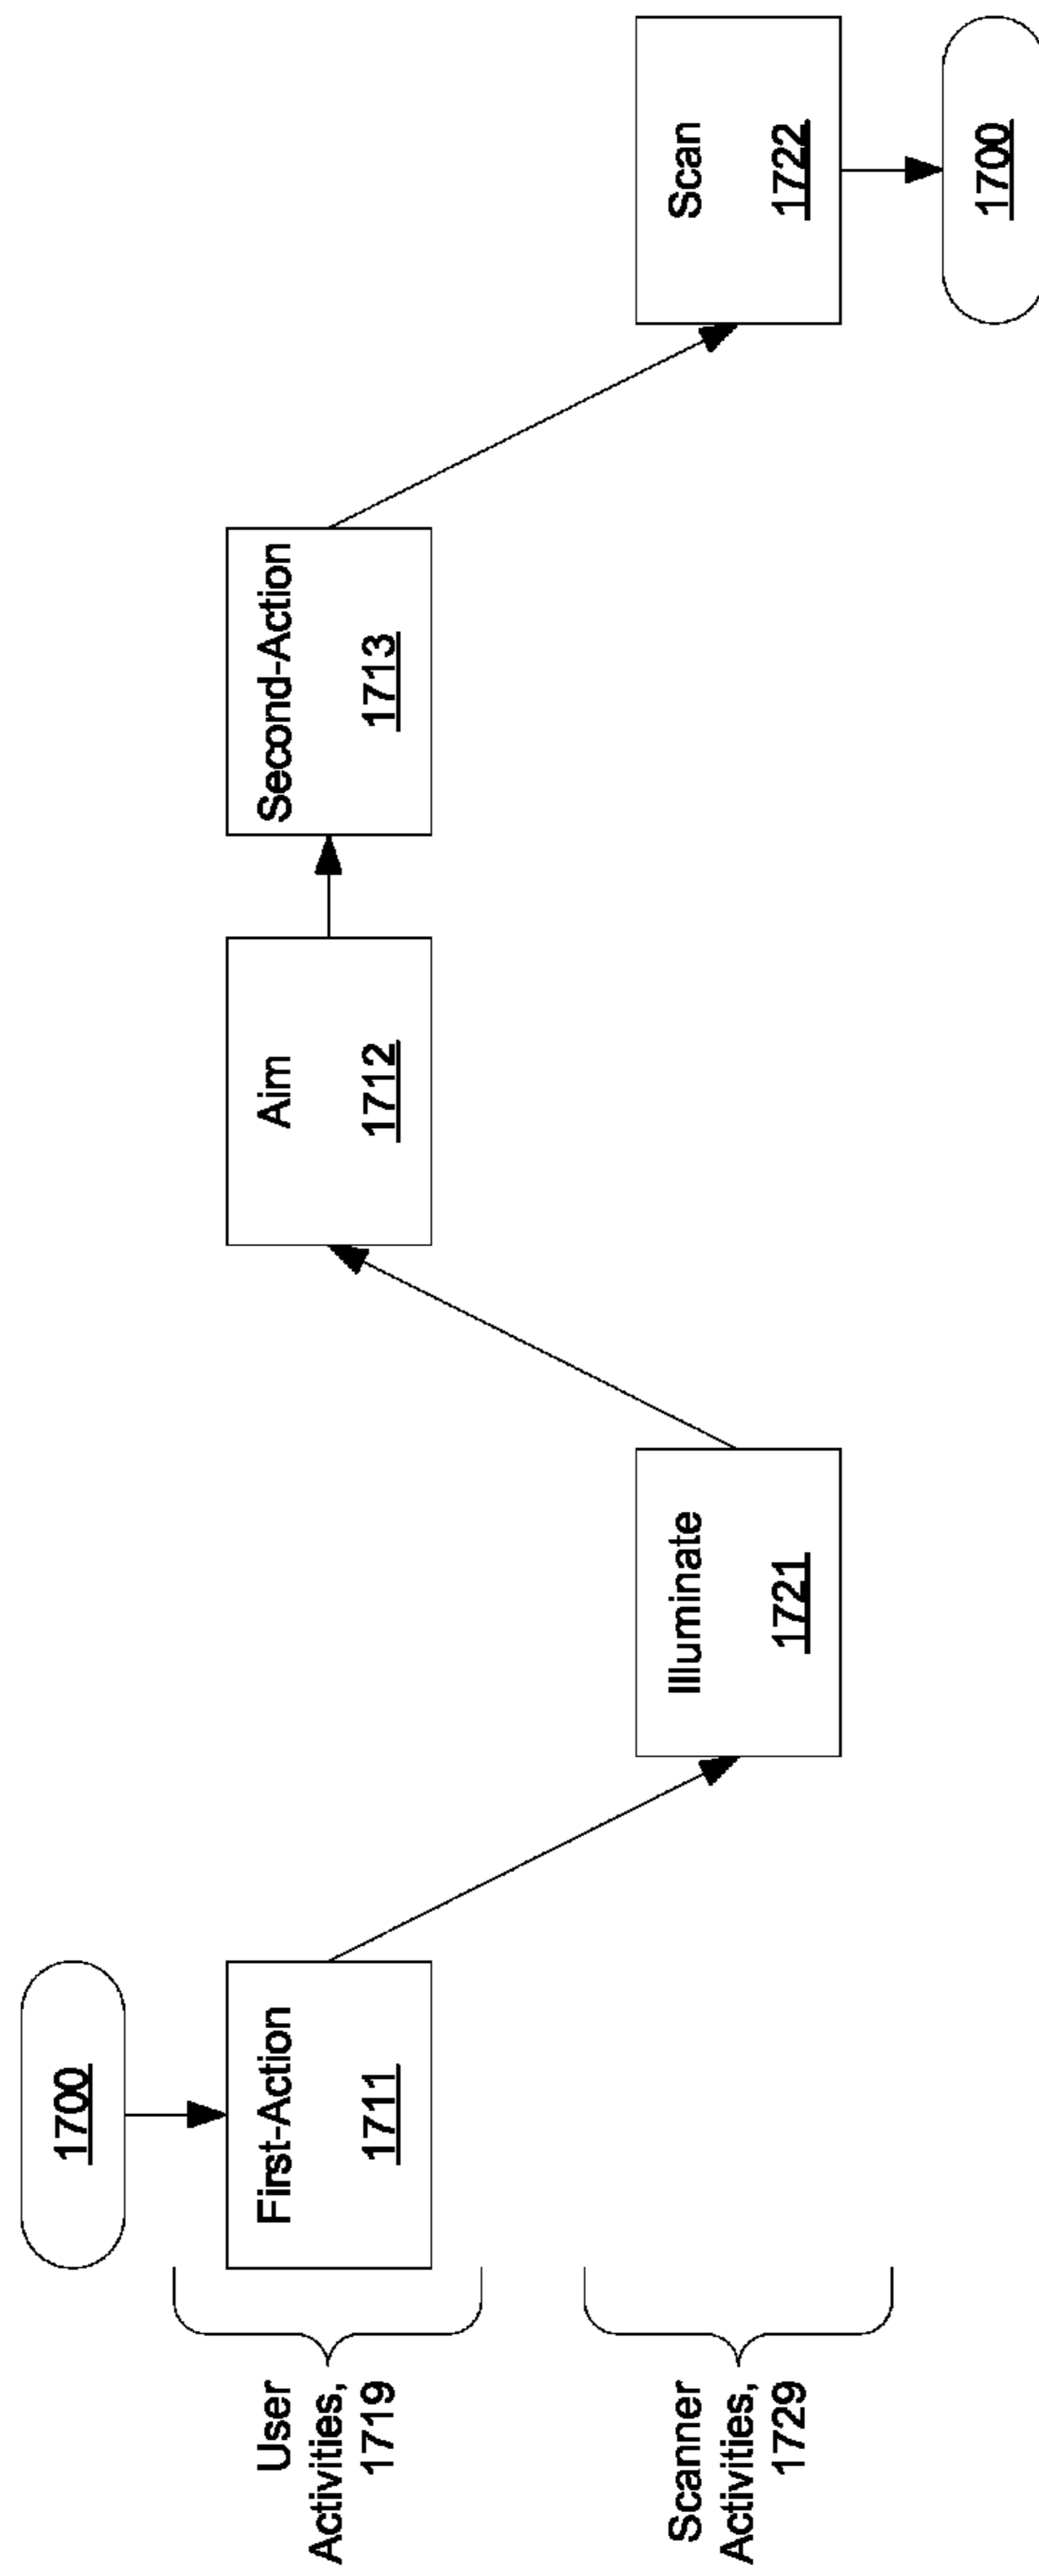 1700
User
Activities,
1719
First-Action
1711
Aim
1712
Second-Action
1713
Scanner
Activities,
1729
Illuminate
1721
Scan
1722
1700